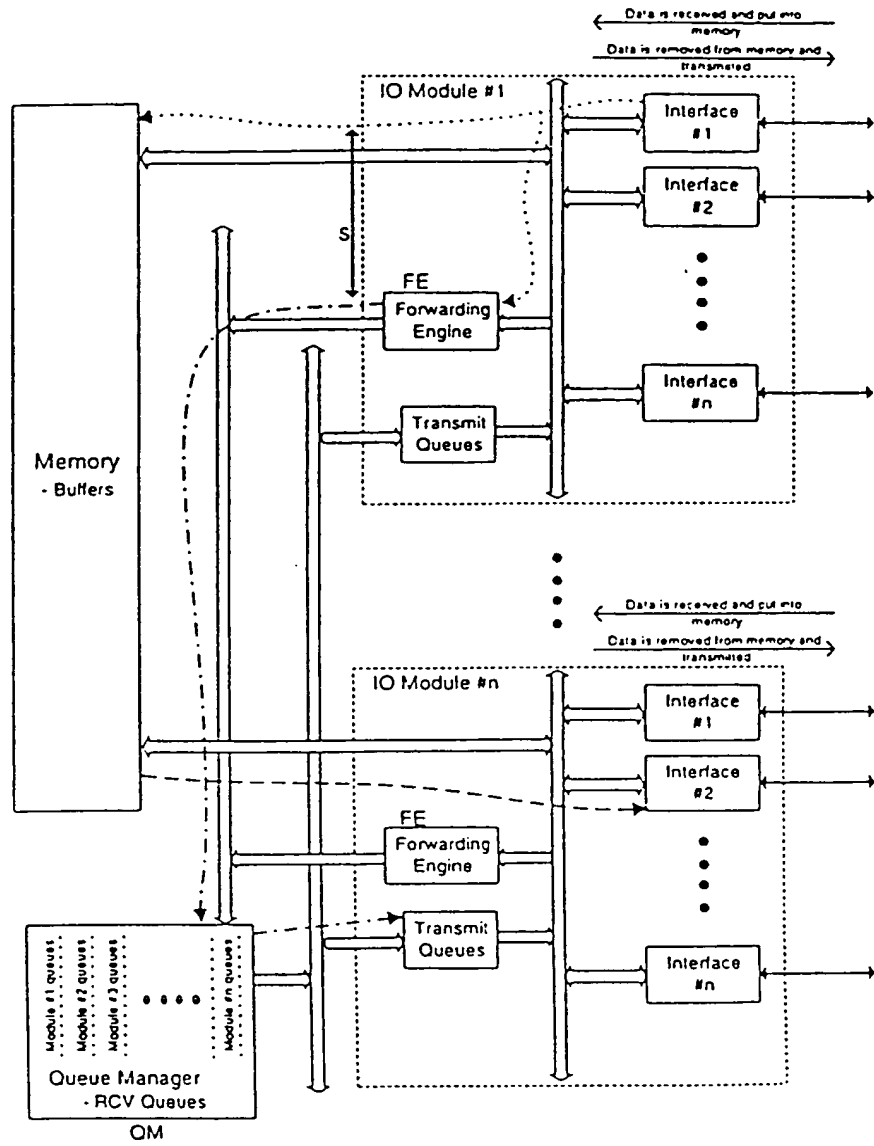 Data is received and put into
memory
Data is removed from memory and
transmited
IO Module #1
Interface
#1
Interface
#2
S
FE
Forwarding
Engine
Interface
#n
Transmit
Queues
Memory
- Buffers
Data is received and put into
memory
Data is removed from memory and
transmited
IO Module #n
Interface
#1
Interface
#2
FE
Forwarding
Engine
Transmit
Queues
Interface
#n
Module #1 queues
Module #2 queues
Module #3 queues
Module #n queues
Queue Manager
- RCV Queues
QM